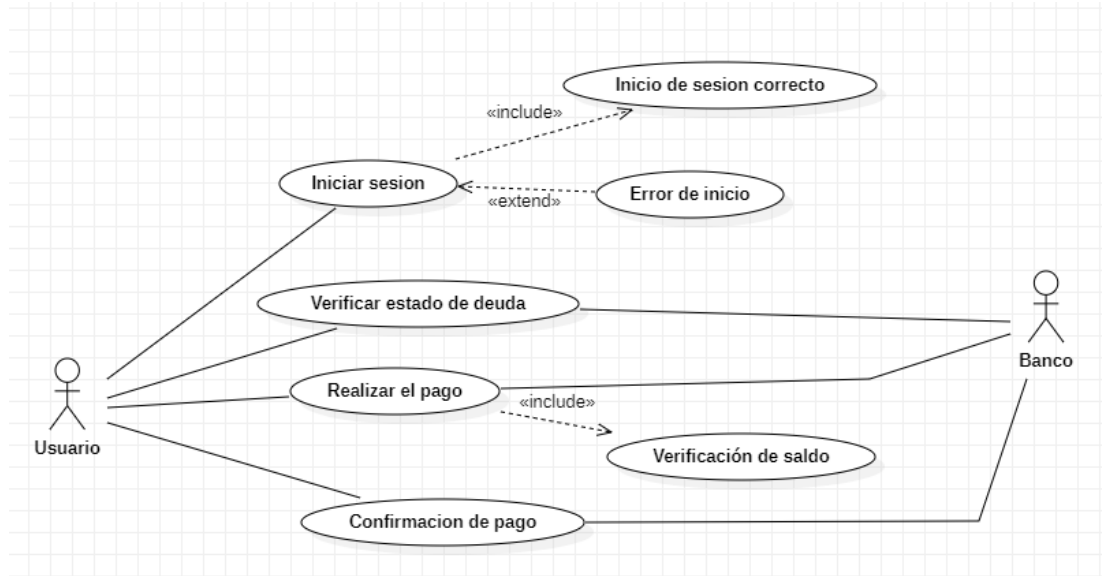 Inicio de sesion correcto
«include»
Iniciar sesion
Error de inicio
«extend»
Verificar estado de deuda
Banco
Realizar el pago
«include»
Usuario
Verificación de saldo
Confirmacion de pago